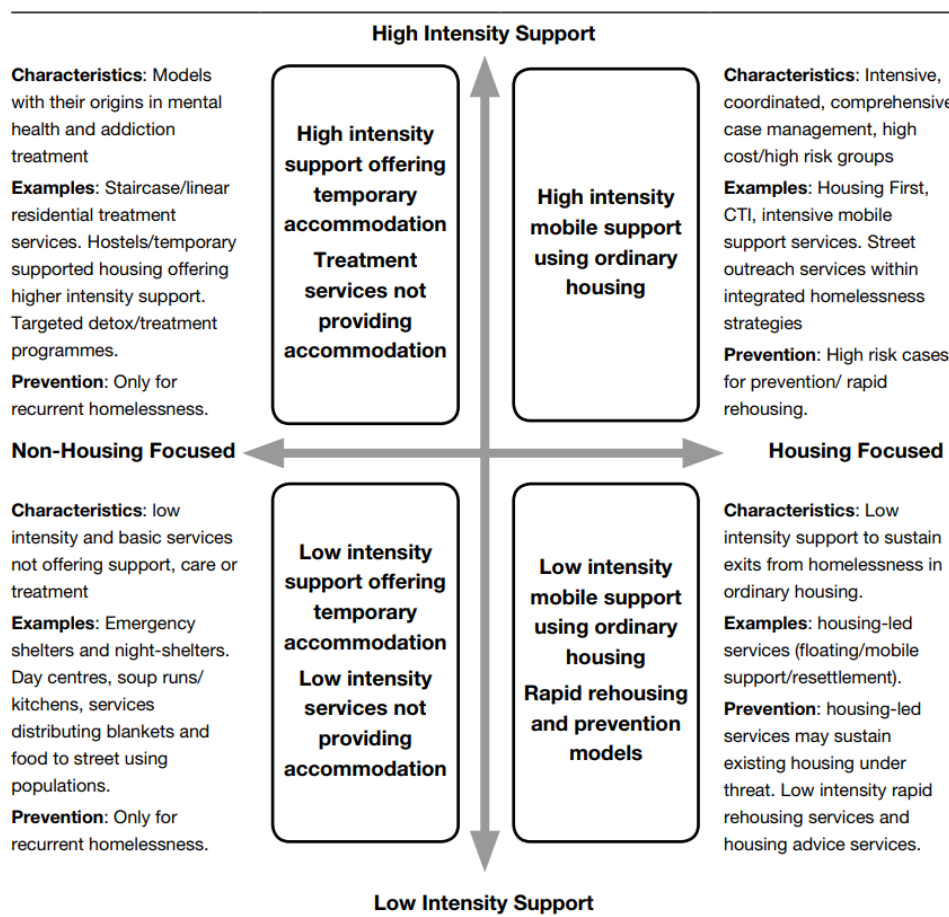 High Intensity Support
Characteristics: Models
with their origins in mental
health and addiction
treatment
Examples: Staircase/linear
residential treatment
services. Hostels/temporary
supported housing offering
higher intensity support.
Targeted detox/treatment
programmes.
Prevention: Only for
recurrent homelessness.
High intensity
support offering
temporary
accommodation
Treatment
services not
providing
accommodation
High intensity
mobile support
using ordinary
housing
Characteristics: Intensive,
coordinated, comprehensive
case management, high
cost/high risk groups
Examples: Housing First,
CTI, intensive mobile
support services. Street
outreach services within
integrated homelessness
strategies
Prevention: High risk cases
for prevention/ rapid
rehousing.
Non-Housing Focused
Housing Focused
Characteristics: low
intensity and basic services
not offering support, care or
treatment
Examples: Emergency
shelters and night-shelters.
Day centres, soup runs/
kitchens, services
distributing blankets and
food to street using
populations.
Prevention: Only for
recurrent homelessness.
Low intensity
support offering
temporary
accommodation
Low intensity
services not
providing
accommodation
Low intensity
mobile support
using ordinary
housing
Rapid rehousing
and prevention
models
Characteristics: Low
intensity support to sustain
exits from homelessness in
ordinary housing.
Examples: housing-led
services (floating/mobile
support/resettlement).
Prevention: housing-led
services may sustain
existing housing under
threat. Low intensity rapid
rehousing services and
housing advice services.
Low Intensity Support